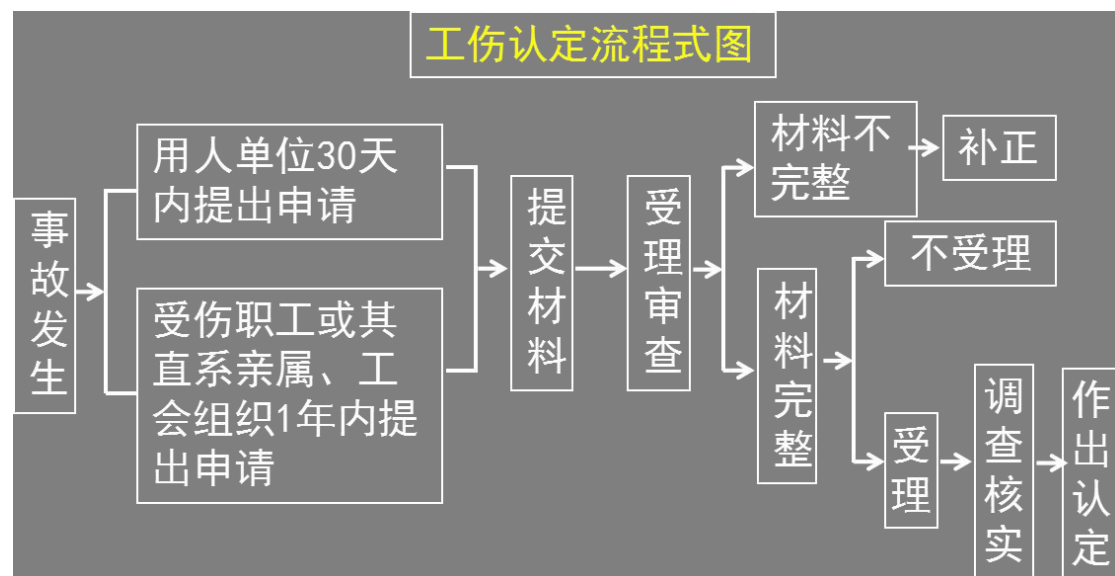 工伤认定流程式图
事故发生
用人单位30天
内提出申请
受伤职工或其
直系亲属、工
会组织1年内提
出申请
提交材料
受理审查
材料不
完整
补正
材料完整
不受理
受理
调查核实
作出认定